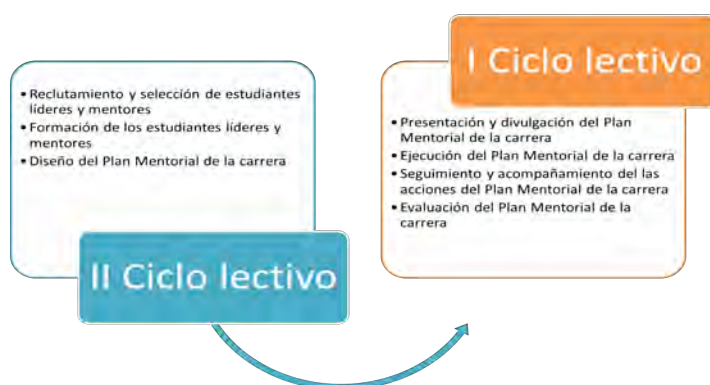 • Reclutamiento y selección de estudiantes
líderes y mentores
• Formación de los estudiantes líderes y
mentores
• Diseño del Plan Mentorial de la carrera
II Ciclo lectivo
I Ciclo lectivo
• Presentación y divulgación del Plan
Mentorial de la carrera
• Ejecución del Plan Mentorial de la carrera
• Seguimiento y acompañamiento del las
acciones del Plan Mentorial de la carrera
• Evaluación del Plan Mentorial de la
carrera